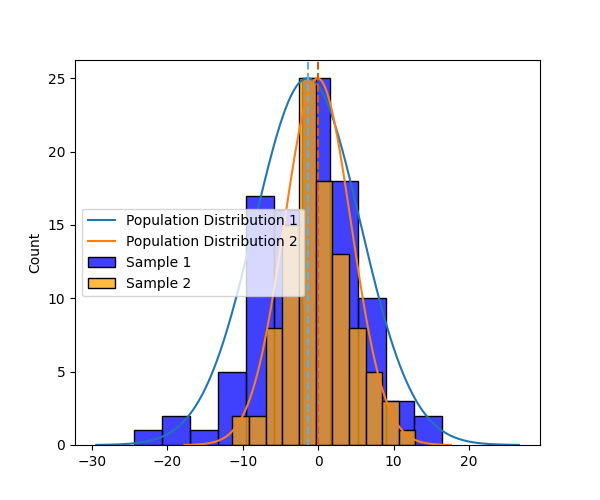 25
20
15
10
5
0
Count
Population Distribution 1
Population Distribution 2
Sample 1
Sample 2
−30 −20 −10 0 10 20